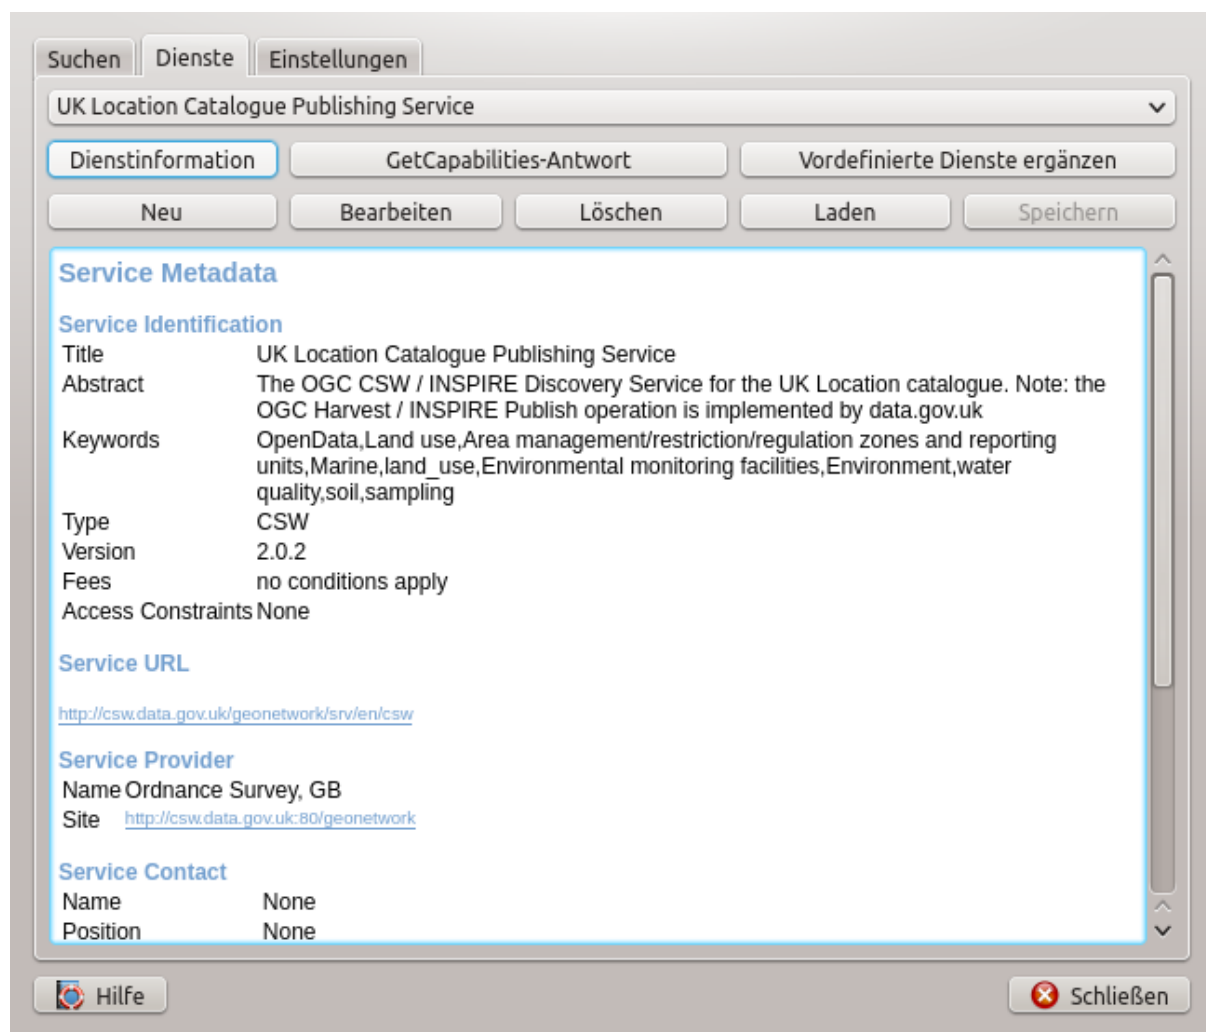 Suchen Dienste Einstellungen
UK Location Catalogue Publishing Service
Dienstinformation GetCapabilities-Antwort Vordefinierte Dienste ergänzen
Neu Bearbeiten Löschen Laden Speichern
Service Metadata
Service Identification
Title UK Location Catalogue Publishing Service
Abstract The OGC CSW / INSPIRE Discovery Service for the UK Location catalogue. Note: the
OGC Harvest / INSPIRE Publish operation is implemented by data.gov.uk
Keywords OpenData,Land use,Area management/restriction/regulation zones and reporting
units,Marine,land_use,Environmental monitoring facilities,Environment,water
quality,soil,sampling
Type CSW
Version 2.0.2
Fees no conditions apply
Access Constraints None
Service URL
http://csw.data.gov.uk/geonetwork/srv/en/csw
Service Provider
Name Ordnance Survey, GB
Site http://csw.data.gov.uk:80/geonetwork
Service Contact
Name None
Position None
Hilfe Schließen